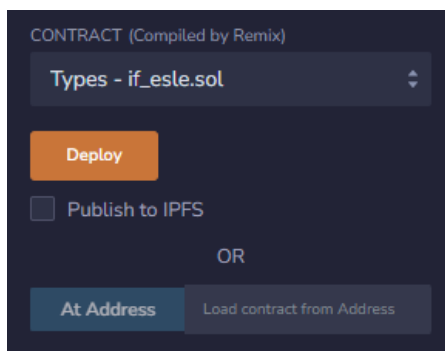 CONTRACT (Compiled by Remix)
Types - if_esle.sol
Deploy
Publish to IPFS
OR
At Address Load contract from Address